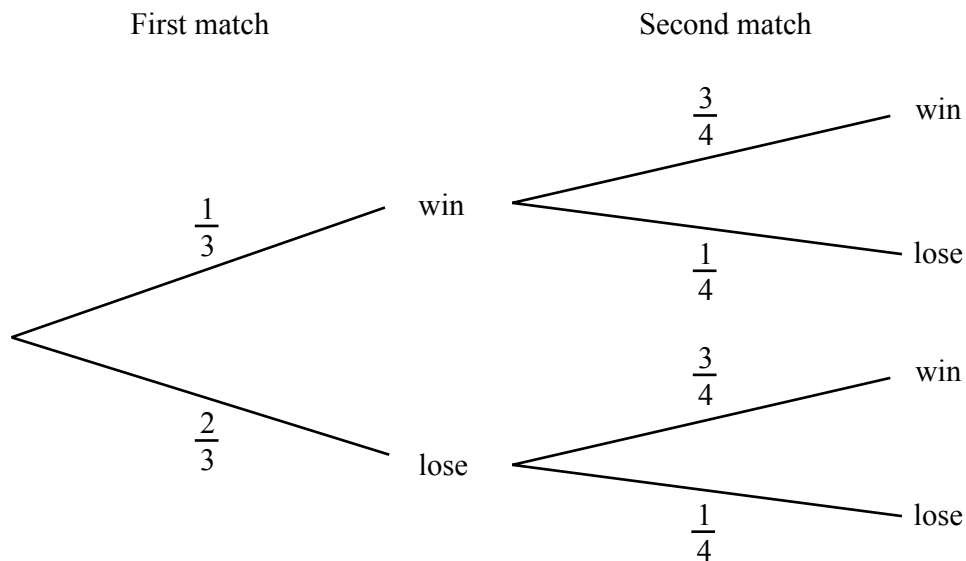 First match Second match
3/4 win
1/3 win
1/4 lose
3/4 win
2/3 lose
1/4 lose